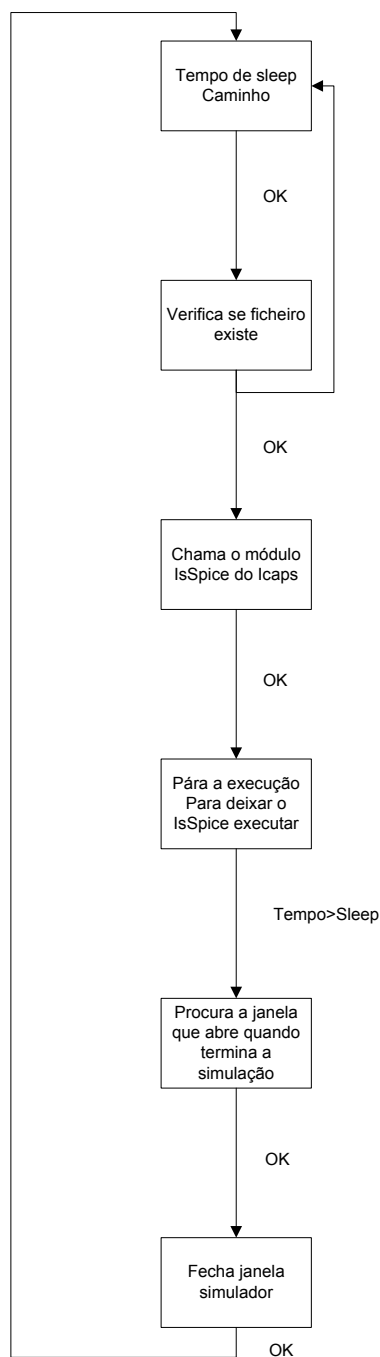 Tempo de sleep
Caminho
OK
Verifica se ficheiro
existe
OK
Chama o módulo
IsSpice do Icaps
OK
Pára a execução
Para deixar o
IsSpice executar
Tempo>Sleep
Procura a janela
que abre quando
termina a
simulação
OK
Fecha janela
simulador
OK